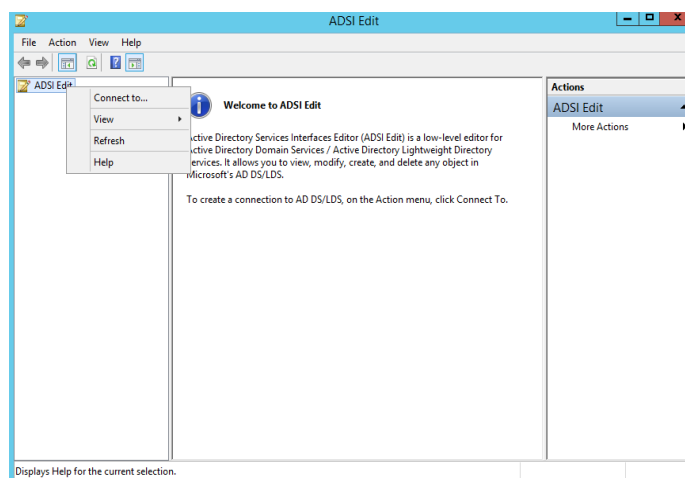 ADSI Edit
File Action View Help
ADSI Edit
Connect to...
View
Refresh
Help
Welcome to ADSI Edit
Active Directory Services Interfaces Editor (ADSI Edit) is a low-level editor for
Active Directory Domain Services / Active Directory Lightweight Directory
Services. It allows you to view, modify, create, and delete any object in
Microsoft's AD DS/LDS.
To create a connection to AD DS/LDS, on the Action menu, click Connect To.
Actions
ADSI Edit
More Actions
Displays Help for the current selection.